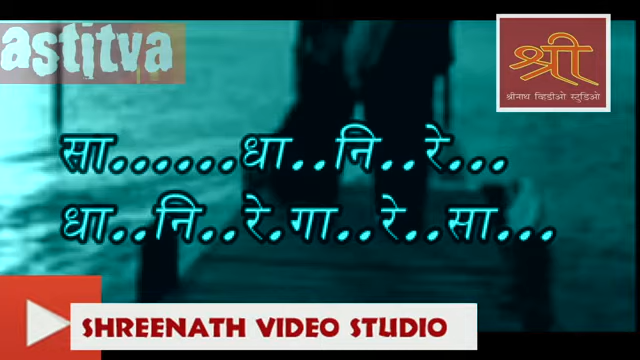 astitva
श्री
श्रीनाथ व्हिडीओ स्टुडिओ
सा......धा..नि..रे...
धा..नि..रे.गा..रे..सा...
SHREENATH VIDEO STUDIO